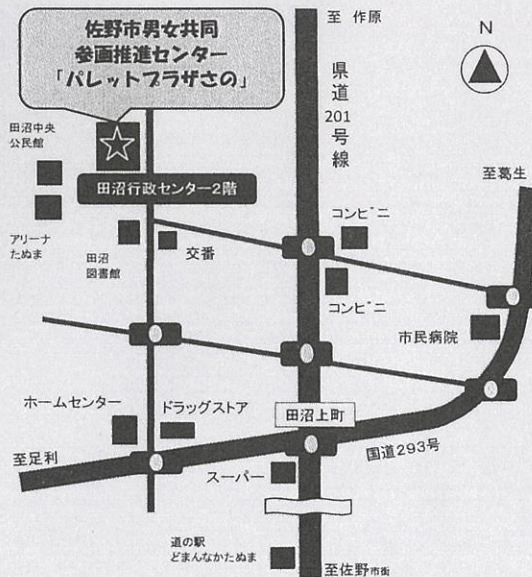 佐野市男女共同
参画推進センター
「パレットプラザさの」
至 作原
N
県道
201
号線
田沼中央
公民館
至葛生
田沼行政センター2階
コンビニ
アリーナ
たぬま
田沼
図書館
交番
コンビニ
市民病院
ホームセンター
ドラッグストア
田沼上町
国道293号
至足利
スーパー
道の駅
どまんなかたぬま
至佐野市街